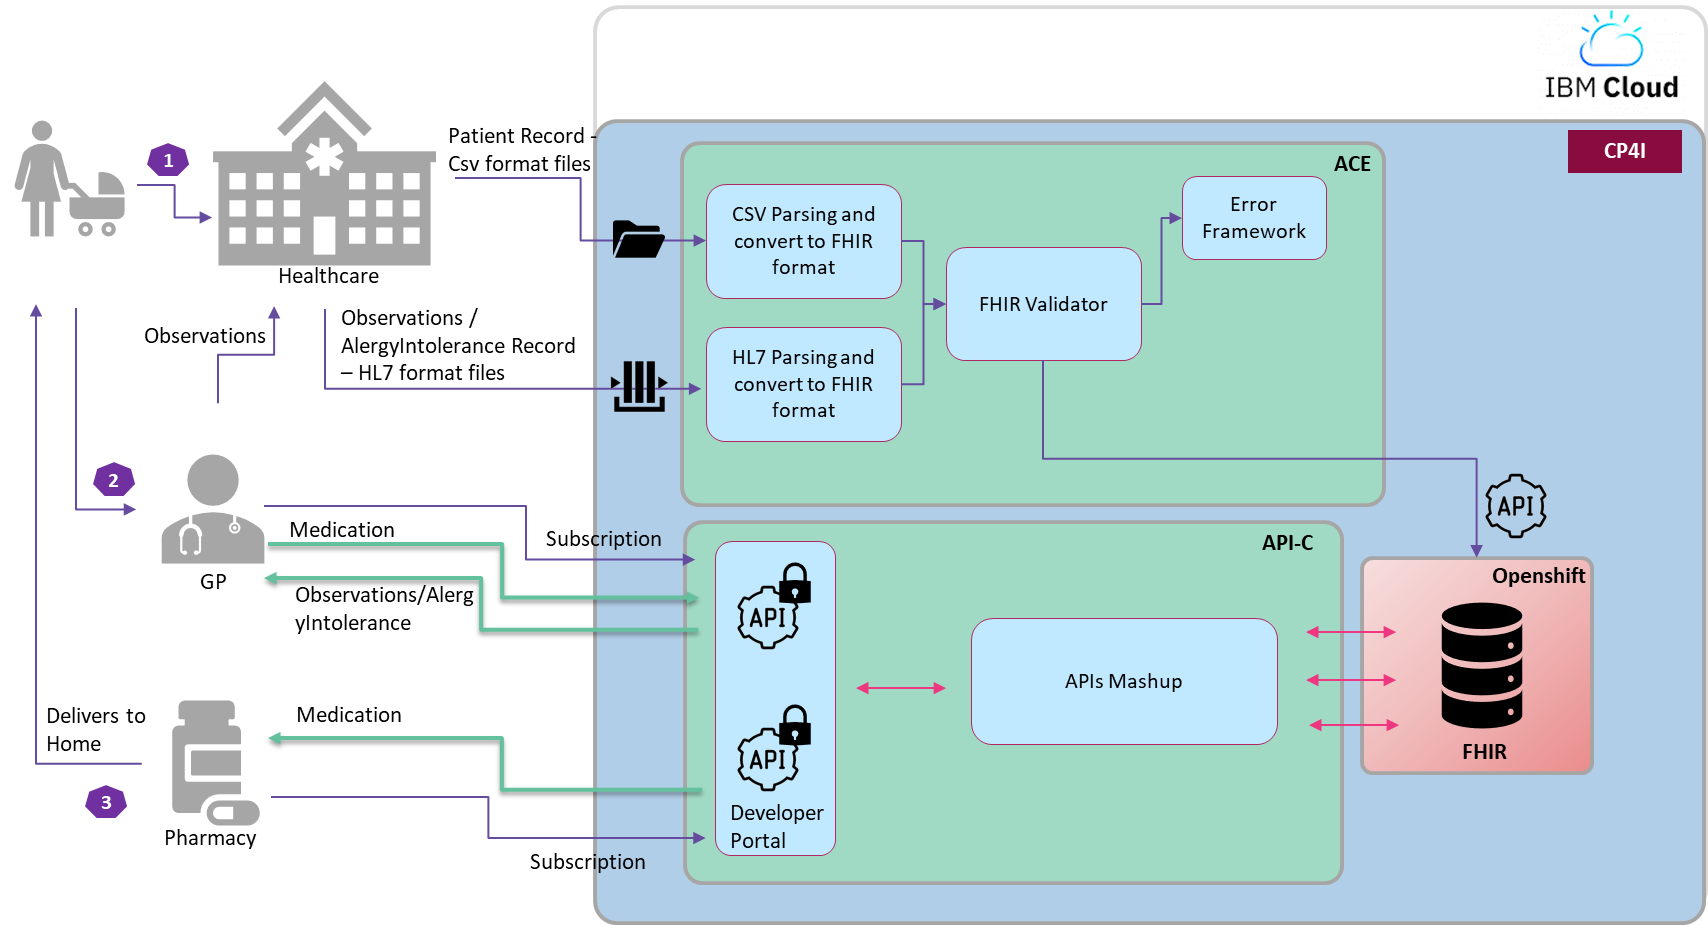 IBM Cloud
CP4I
1
Patient Record -
Csv format files
ACE
CSV Parsing and
convert to FHIR
format
Error
Framework
Healthcare
FHIR Validator
Observations
Observations /
AlergyIntolerance Record
– HL7 format files
HL7 Parsing and
convert to FHIR
format
2
API
Medication
Subscription
API-C
GP
Observations/Alerg
yIntolerance
API
Openshift
APIs Mashup
FHIR
Delivers to
Home
Medication
API
3
Pharmacy
Developer
Portal
Subscription